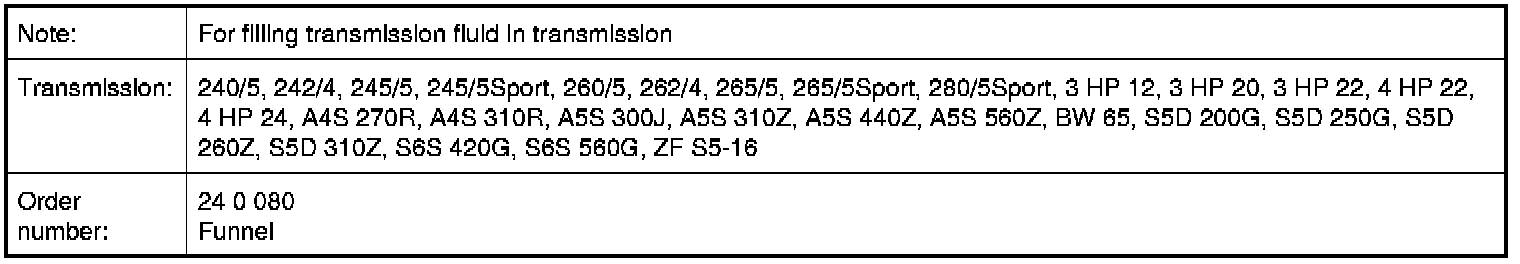 Note: For filling transmission fluid in transmission
Transmission: 240/5, 242/4, 245/5, 245/5Sport, 260/5, 262/4, 265/5, 265/5Sport, 280/5Sport, 3 HP 12, 3 HP 20, 3 HP 22, 4 HP 22,
4 HP 24, A4S 270R, A4S 310R, A5S 300J, A5S 310Z, A5S 440Z, A5S 560Z, BW 65, S5D 200G, S5D 250G, S5D
260Z, S5D 310Z, S6S 420G, S6S 560G, ZF S5-16
Order number: 24 0 080
Funnel